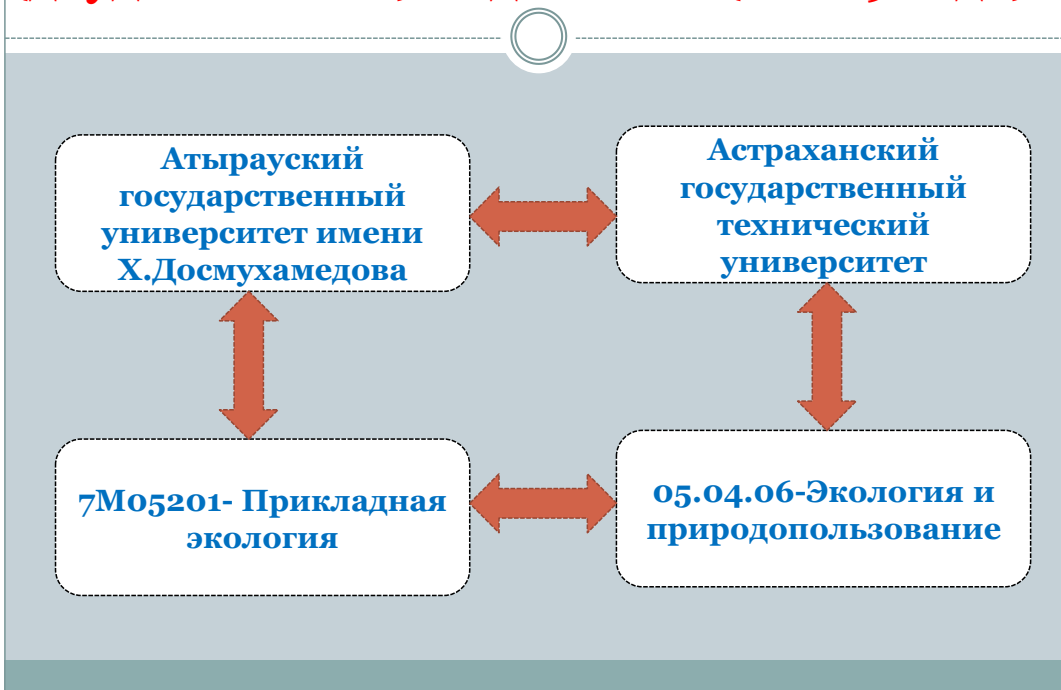 Атырауский
государственный
университет имени
Х.Досмухамедова
Астраханский
государственный
технический
университет
7М05201- Прикладная
экология
05.04.06-Экология и
природопользование